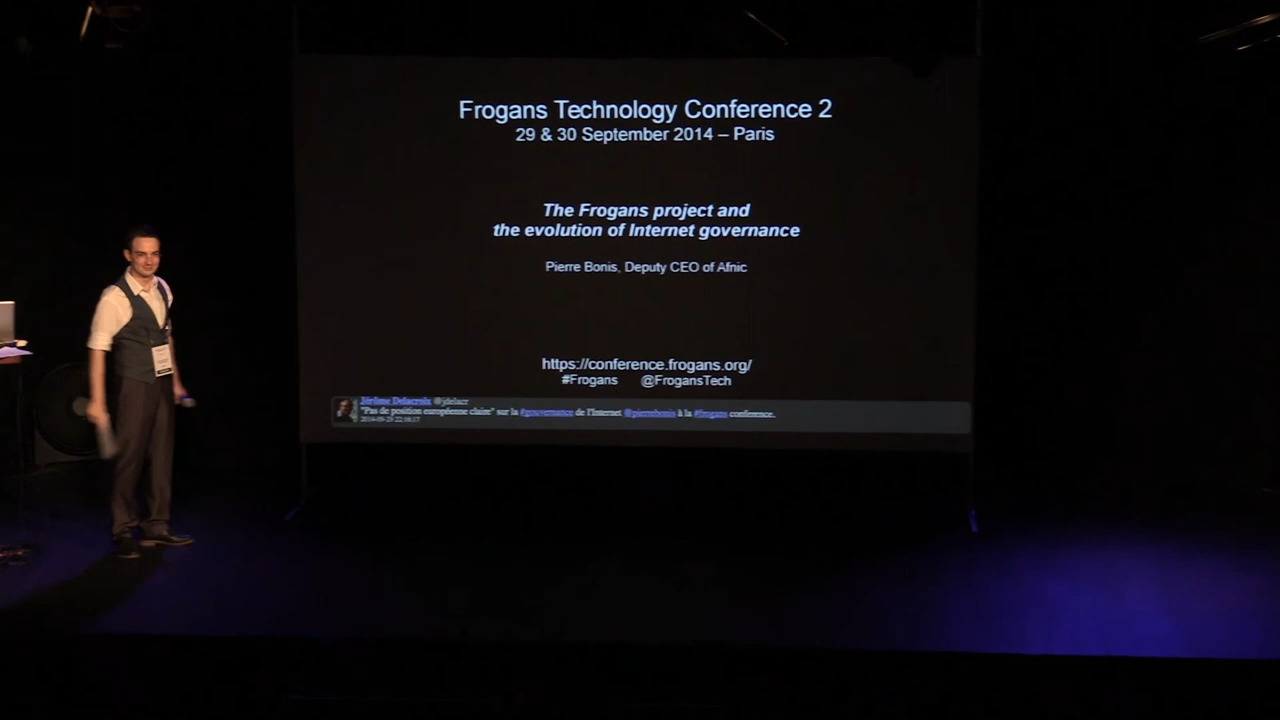 Frogans Technology Conference 2
29 & 30 September 2014 – Paris
The Frogans project and
the evolution of Internet governance
Pierre Bonis, Deputy CEO of Afnic
https://conference.frogans.org/
#Frogans @FrogansTech
Jérôme Delacroix @jdelacr
"Pas de position européenne claire" sur la #gouvernance de l'Internet @pierrebonis à la #frogans conference.